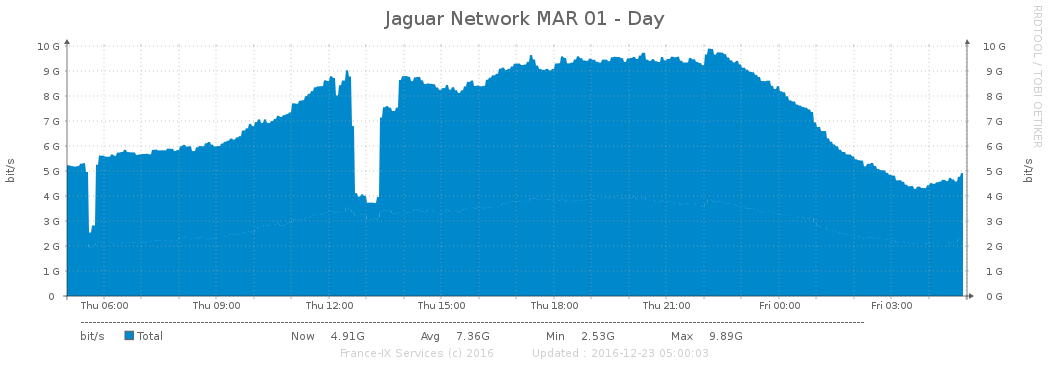 Jaguar Network MAR 01 - Day
RRDTOOL / TOBI OETIKER
bit/s
10 G
9 G
8 G
7 G
6 G
5 G
4 G
3 G
2 G
1 G
0
10 G
9 G
8 G
7 G
6 G
5 G
4 G
3 G
2 G
1 G
0 G
bit/s
Thu 06:00 Thu 09:00 Thu 12:00 Thu 15:00 Thu 18:00 Thu 21:00 Fri 00:00 Fri 03:00
bit/s Total Now 4.91G Avg 7.36G Min 2.53G Max 9.89G
France-IX Services (c) 2016 Updated : 2016-12-23 05:00:03